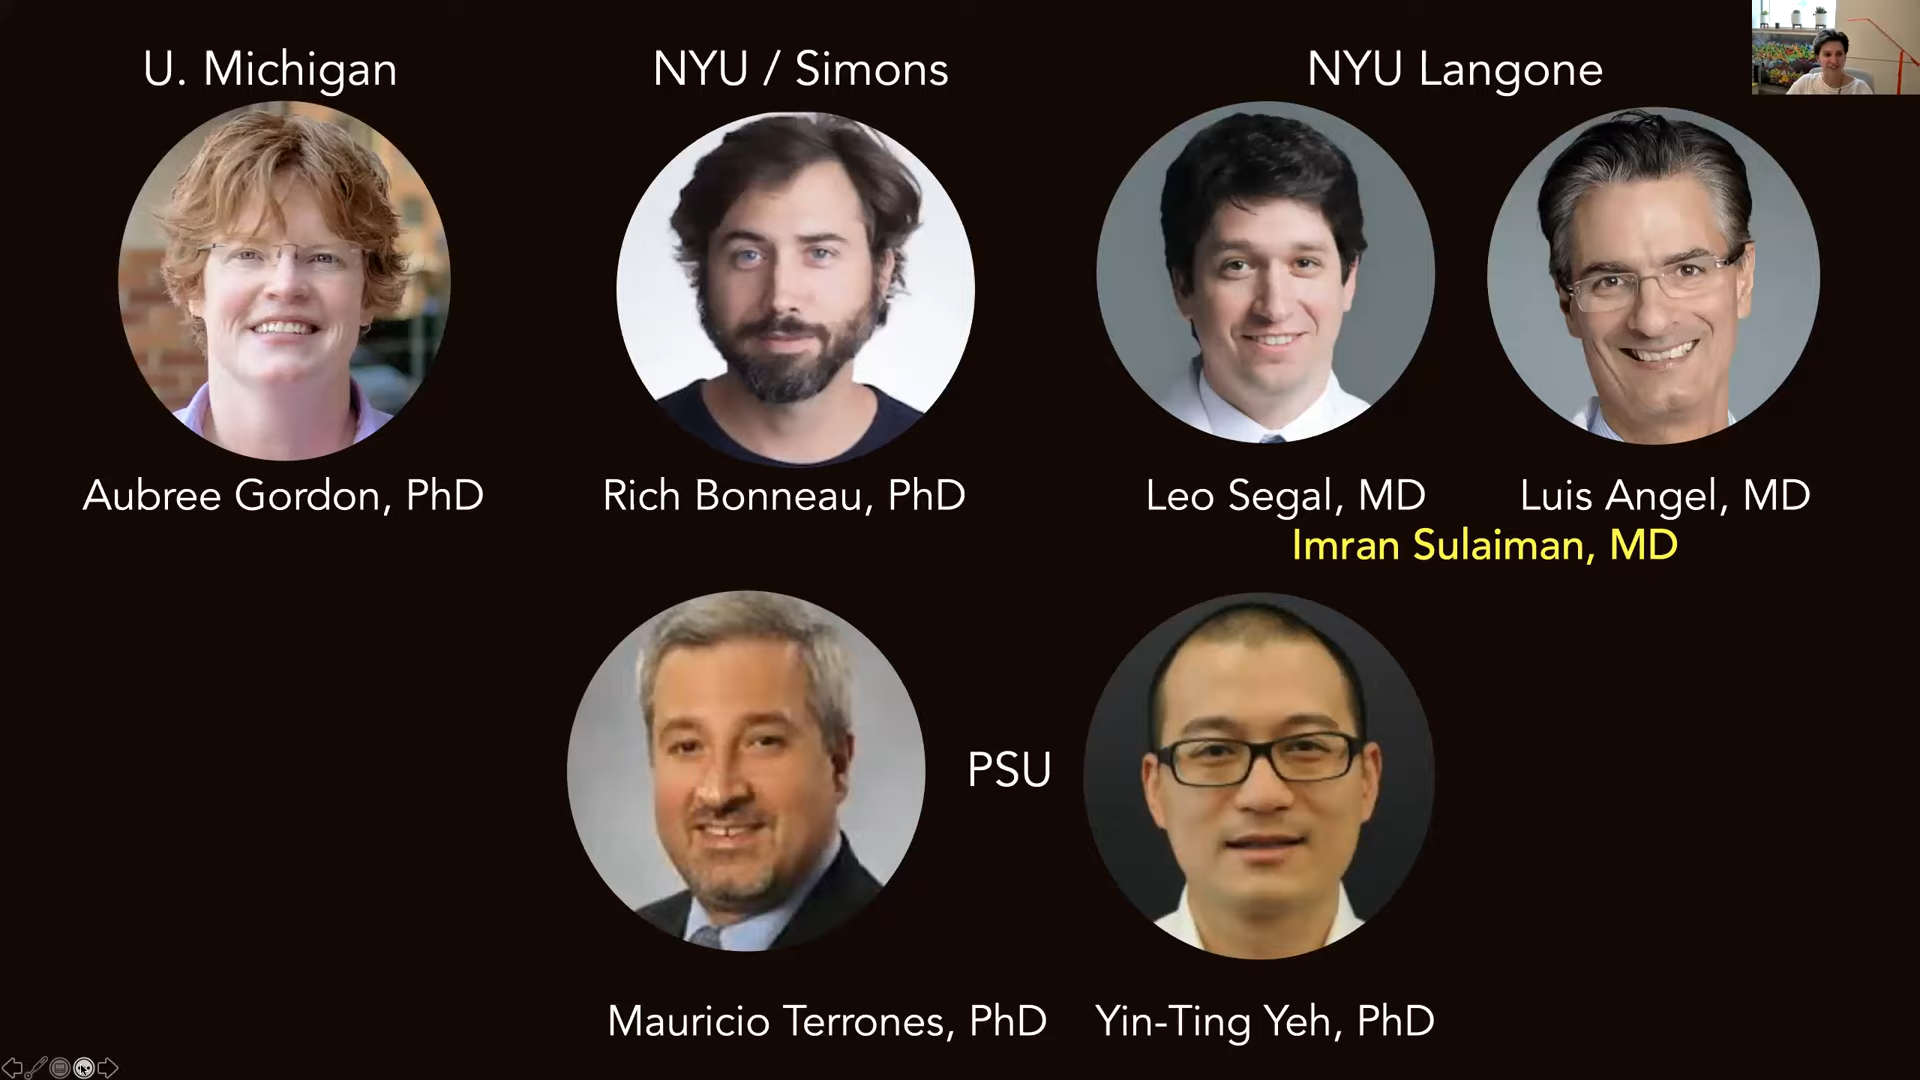 U. Michigan
NYU / Simons
NYU Langone
Aubree Gordon, PhD
Rich Bonneau, PhD
Leo Segal, MD
Luis Angel, MD
Imran Sulaiman, MD
PSU
Mauricio Terrones, PhD
Yin-Ting Yeh, PhD